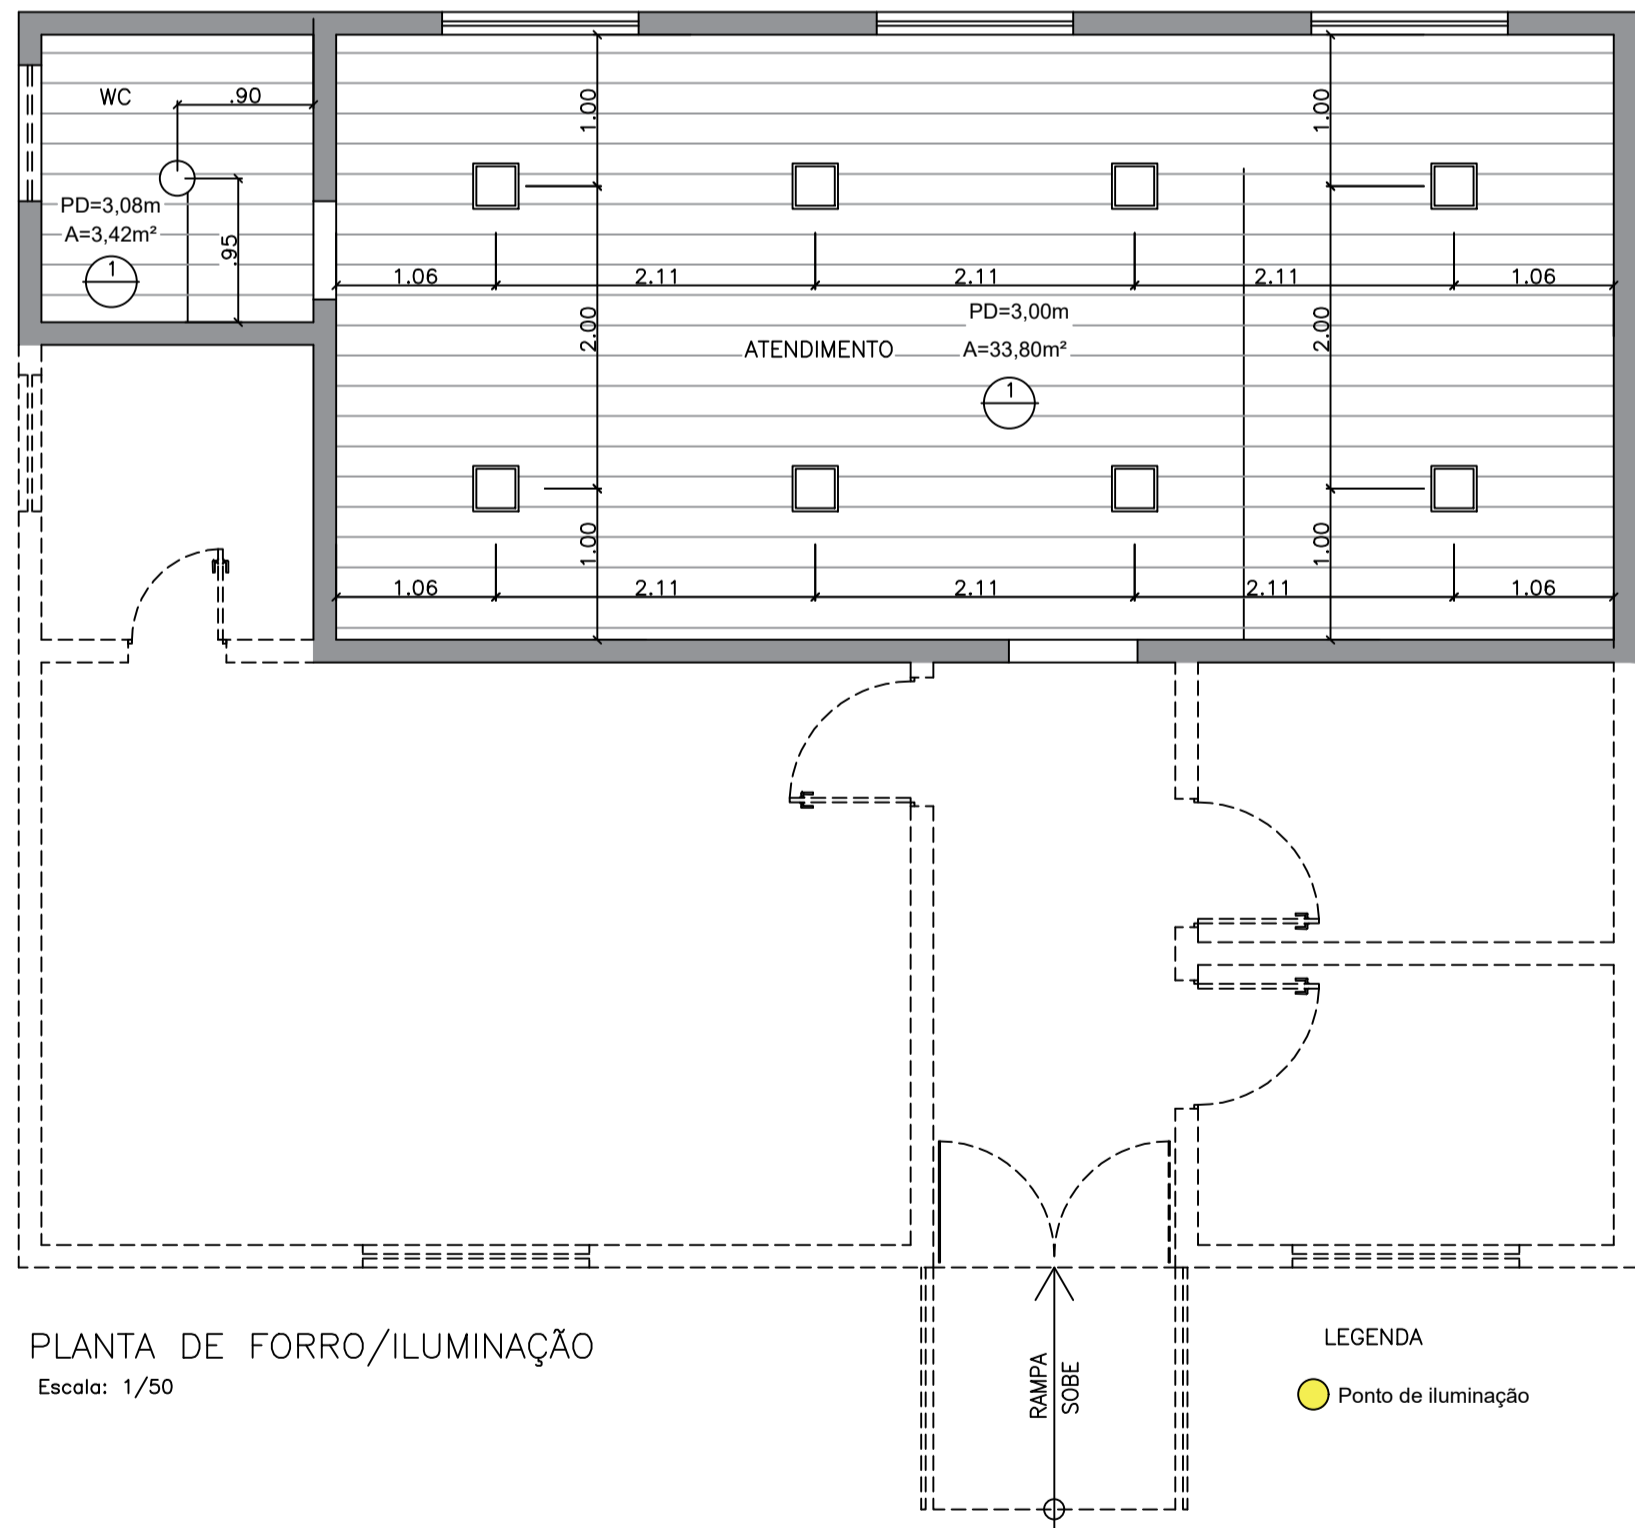 1.00
1.00
WC
.90
PD=3,08m
A=3,42m²
.95
1
1.06
2.11
2.11
2.11
1.06
PD=3,00m
2.00
2.00
ATENDIMENTO
A=33,80m²
1
1.00
1.00
1.06
2.11
2.11
2.11
1.06
PLANTA DE FORRO/ILUMINAÇÃO
Escala: 1/50
RAMPA
SOBE
LEGENDA
Ponto de iluminação